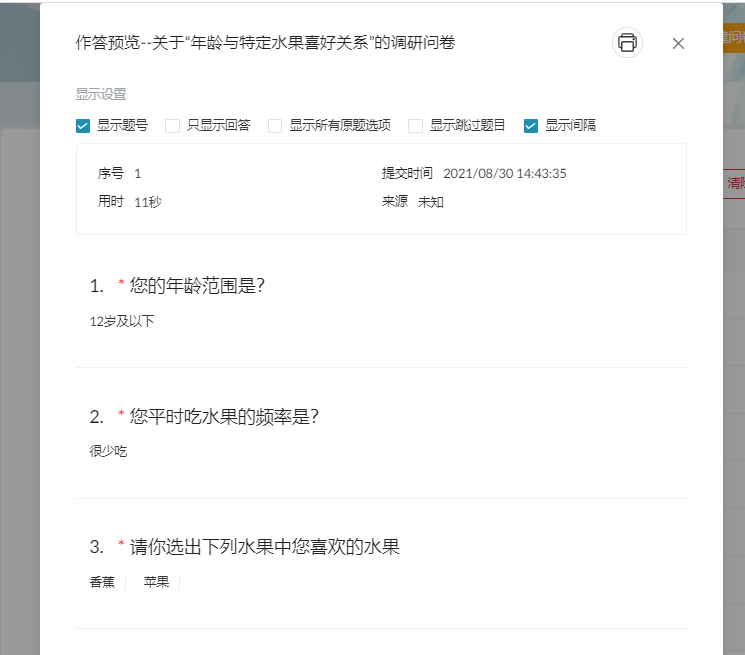 作答预览--关于“年龄与特定水果喜好关系”的调研问卷
显示设置
显示题号 只显示回答 显示所有原题选项 显示跳过题目 显示间隔
序号 1 提交时间 2021/08/30 14:43:35
用时 11秒 来源 未知
1. * 您的年龄范围是?
12岁及以下
2. * 您平时吃水果的频率是?
很少吃
3. * 请你选出下列水果中您喜欢的水果
香蕉 苹果